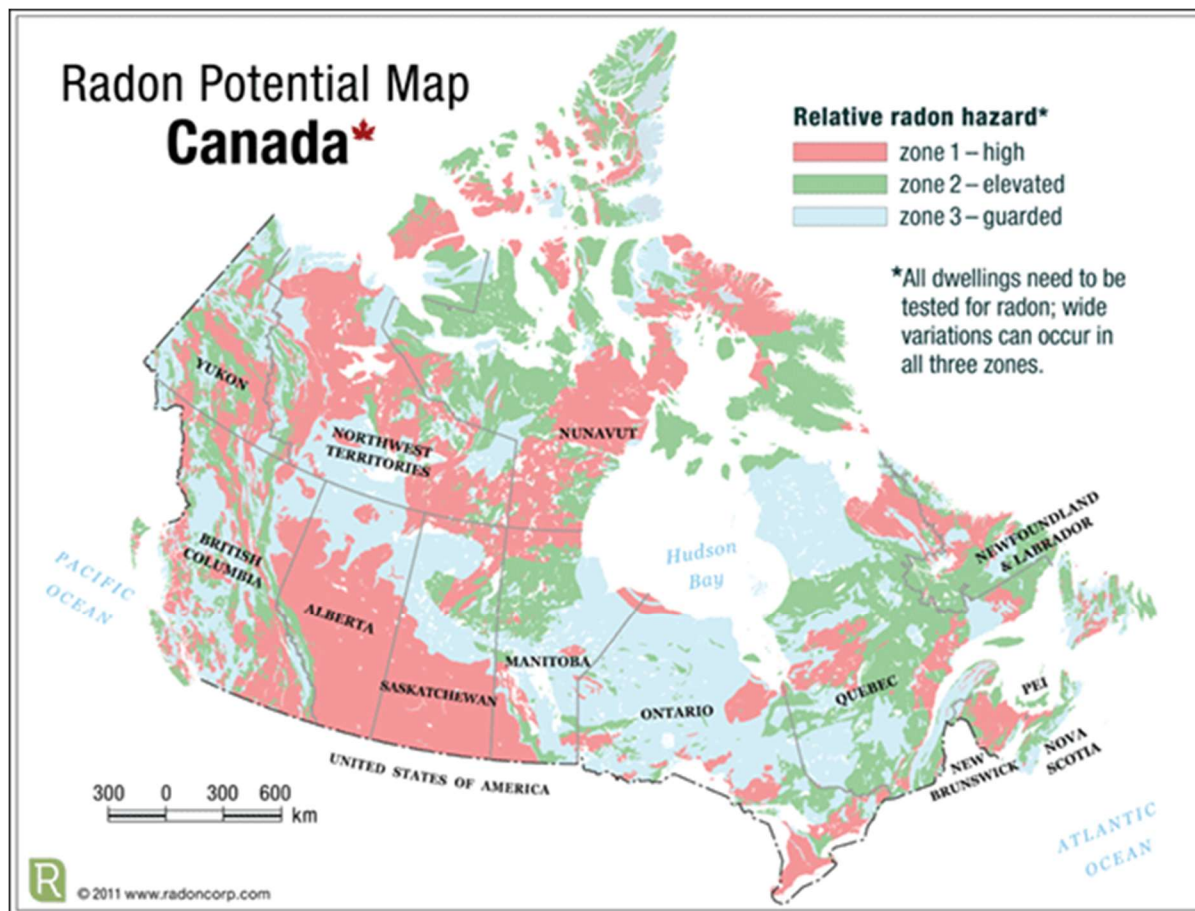 Radon Potential Map
Canada
Relative radon hazard*
zone 1 – high
zone 2 – elevated
zone 3 – guarded
*All dwellings need to be
tested for radon; wide
variations can occur in
all three zones.
YUKON
NORTHWEST
TERRITORIES
NUNAVUT
BRITISH
COLUMBIA
ALBERTA
SASKATCHEWAN
MANITOBA
ONTARIO
QUEBEC
NEWFOUNDLAND
& LABRADOR
PEI
NEW
BRUNSWICK
NOVA
SCOTIA
Hudson
Bay
PACIFIC
OCEAN
UNITED STATES OF AMERICA
ATLANTIC
OCEAN
300 0 300 600 km
R
© 2011 www.radoncorp.com